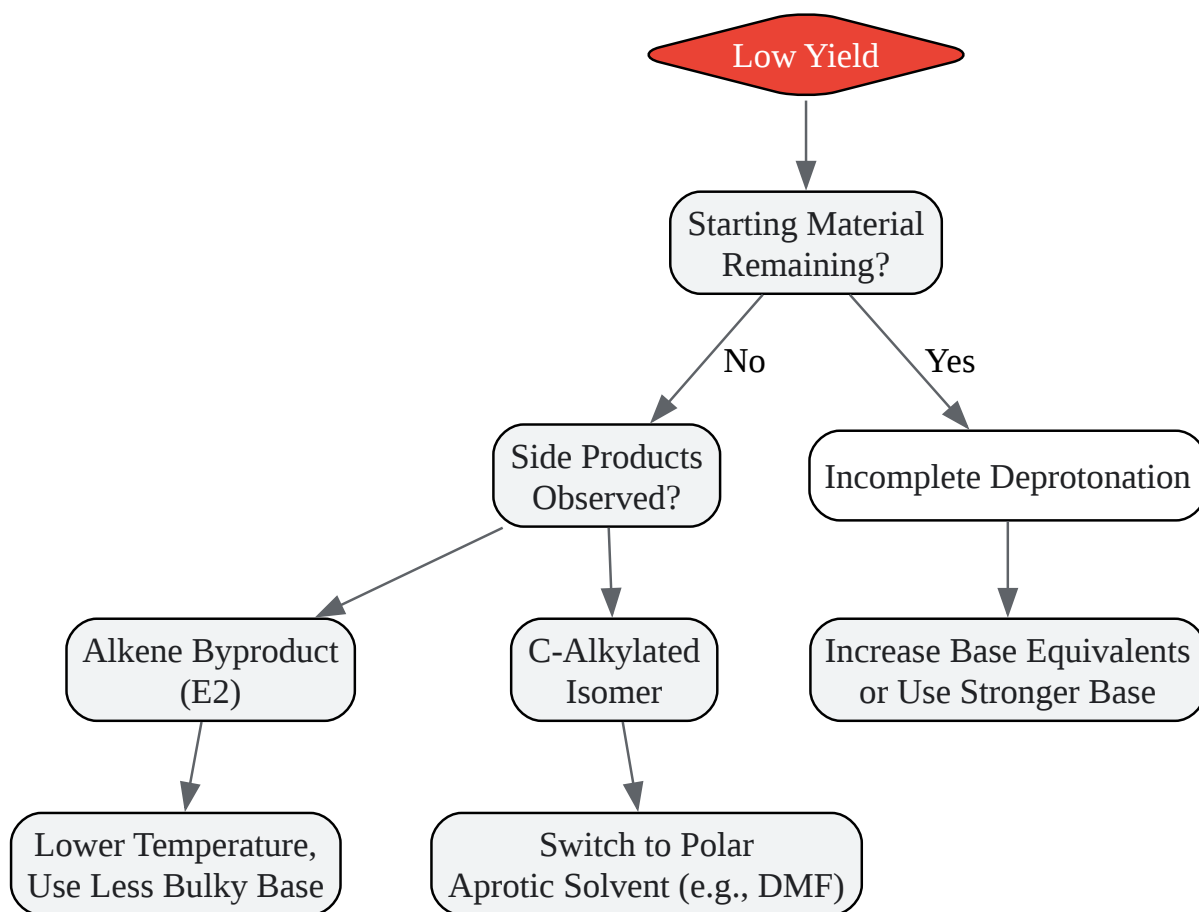 Low Yield
Starting Material
Remaining?
No
Yes
Side Products
Observed?
Incomplete Deprotonation
Alkene Byproduct
(E2)
C-Alkylated
Isomer
Increase Base Equivalents
or Use Stronger Base
Lower Temperature,
Use Less Bulky Base
Switch to Polar
Aprotic Solvent (e.g., DMF)